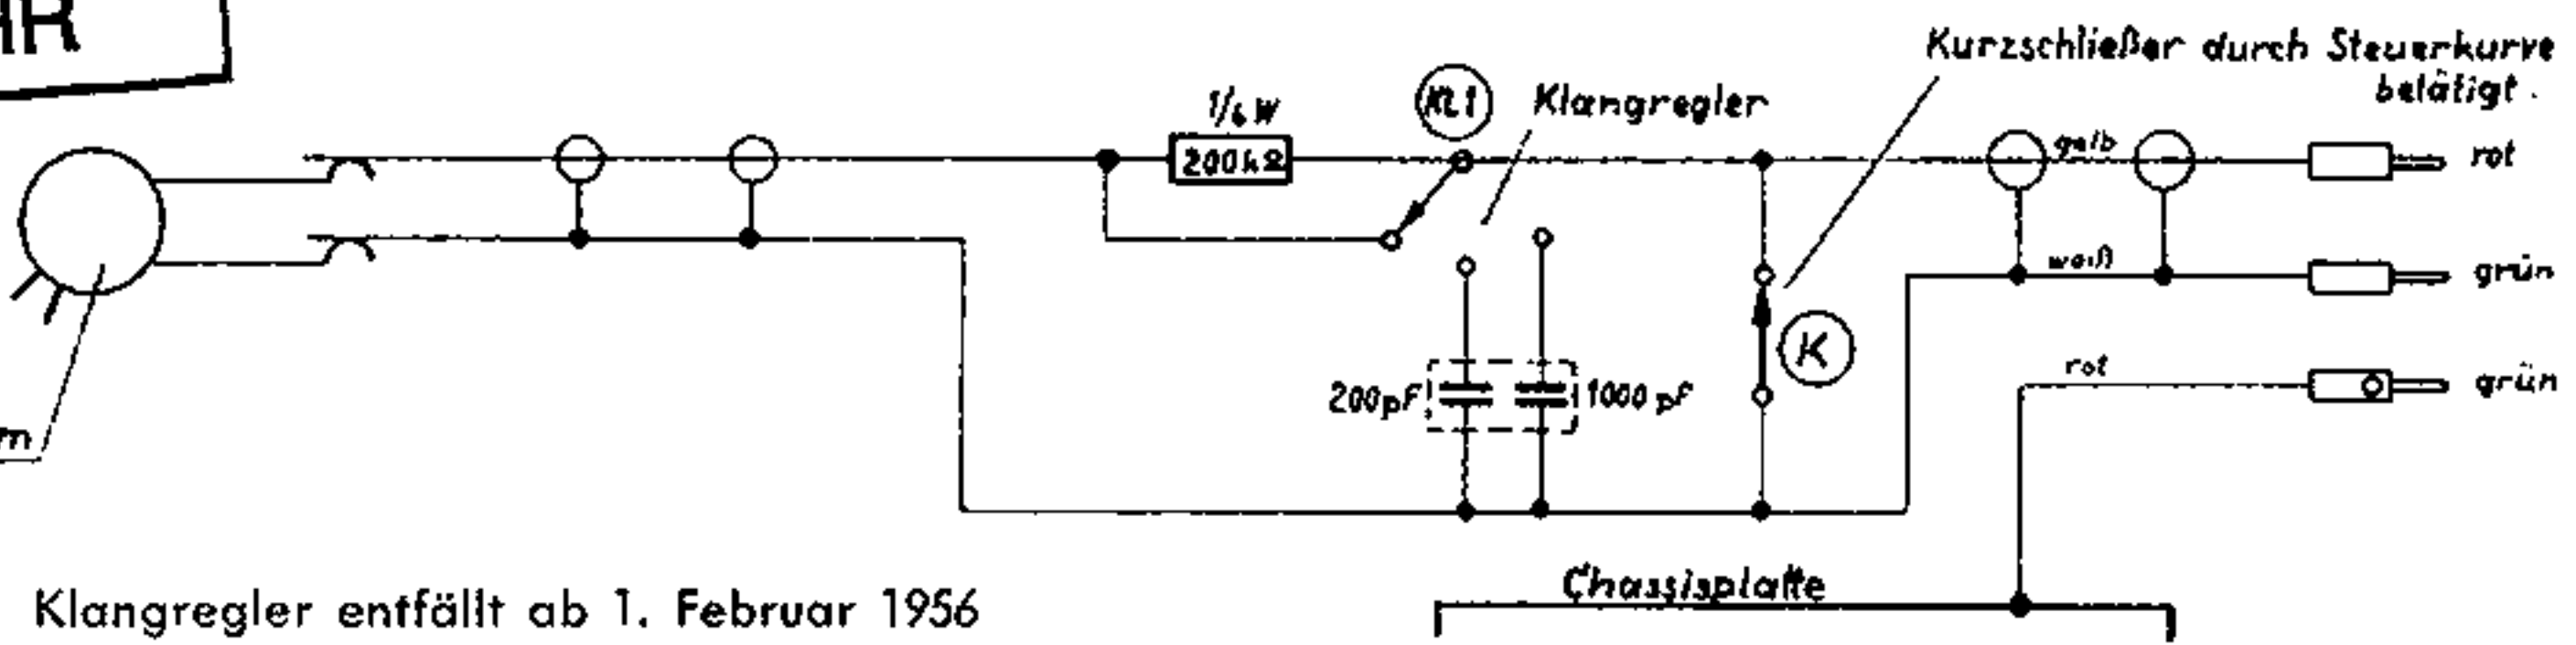 Kurzschließer durch Steuerkurve
betätigt.
1/4 W
KL1
Klangregler
200kΩ
gelb
rot
weiß
grün
K
200pF
1000 pF
rot
grün
Chassisplatte
Klangregler entfällt ab 1. Februar 1956